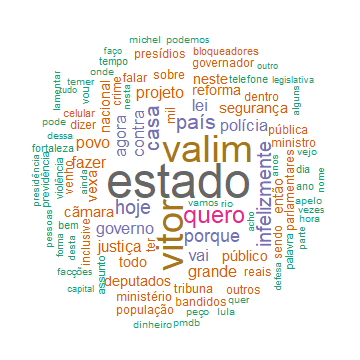 michel podemos
faço
bloqueadores
tempo presídios outro
onde governador
temer falar sobre telefone legislativa
tudo crime neste
vou projeto reforma dentro alguns
lamentar celular nacional mil lei segurança
pode dizer agora contra casa país polícia pública
dessa
fortaleza povo valim ministro
presidência previdência violência fazer infelizmente parlamentares vejo
venho ainda vexa estado então anos dia
ano nome
pessoas câmara hoje vitor quero vamos rio sendo apelo
forma bem inclusive governo porque acho vezes
desta hora
facções assunto justiça ter vai público defesa palavra parte
todo grande reais
capital deputados tribuna outros
ministério bandidos quer
população peço lula
dinheiro pmdb
nesta